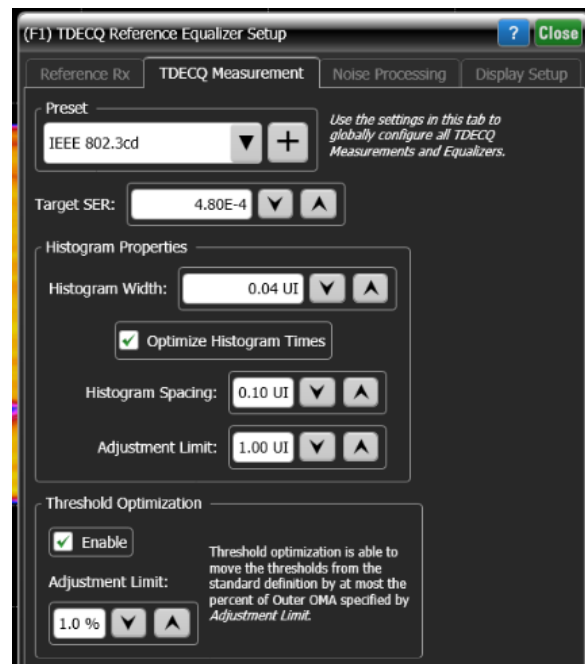 (F1) TDECQ Reference Equalizer Setup
? Close
Reference Rx TDECQ Measurement Noise Processing Display Setup
Preset
IEEE 802.3cd
Use the settings in this tab to
globally configure all TDECQ
Measurements and Equalizers.
Target SER: 4.80E-4
Histogram Properties
Histogram Width: 0.04 UI
Optimize Histogram Times
Histogram Spacing: 0.10 UI
Adjustment Limit: 1.00 UI
Threshold Optimization
Enable
Adjustment Limit:
1.0 %
Threshold optimization is able to
move the thresholds from the
standard definition by at most the
percent of Outer OMA specified by
Adjustment Limit.